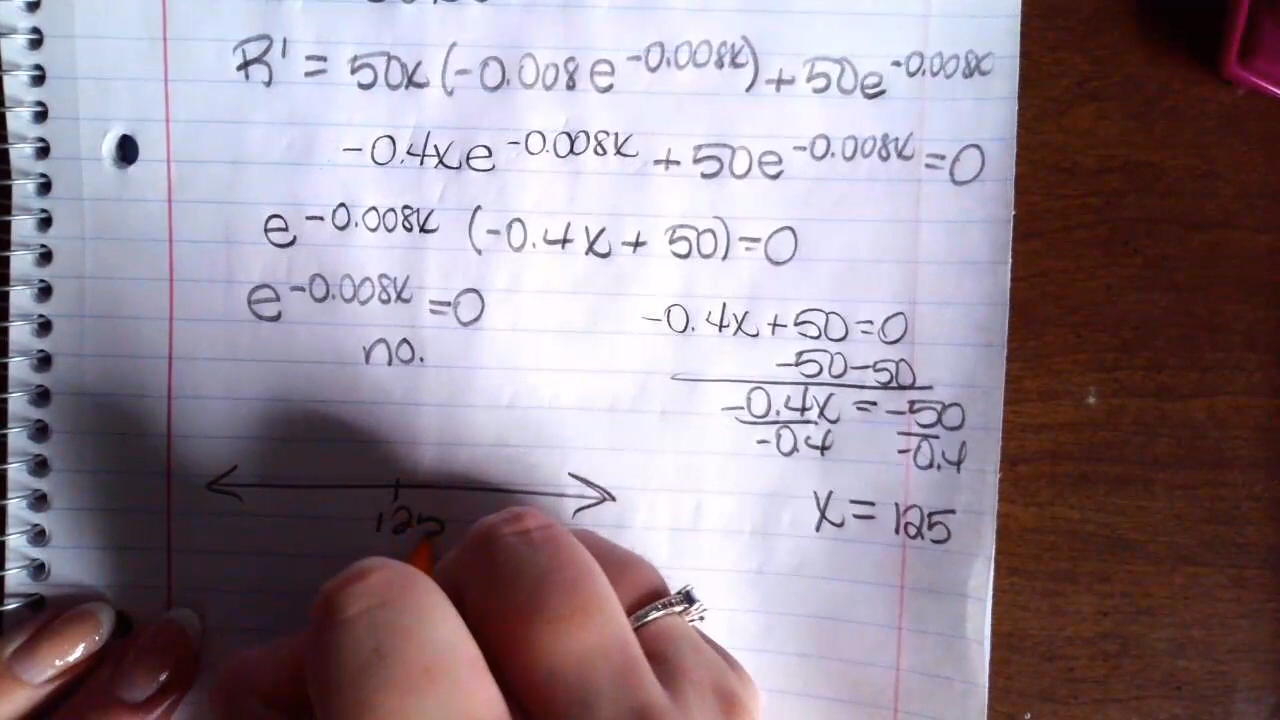 R' = 50x(-0.008e^-0.008x) + 50e^-0.008x
-0.4xe^-0.008x + 50e^-0.008x = 0
e^-0.008x (-0.4x + 50) = 0
e^-0.008x = 0
no.
-0.4x + 50 = 0
-50 -50
-0.4x = -50
-0.4 -0.4
x = 125
125